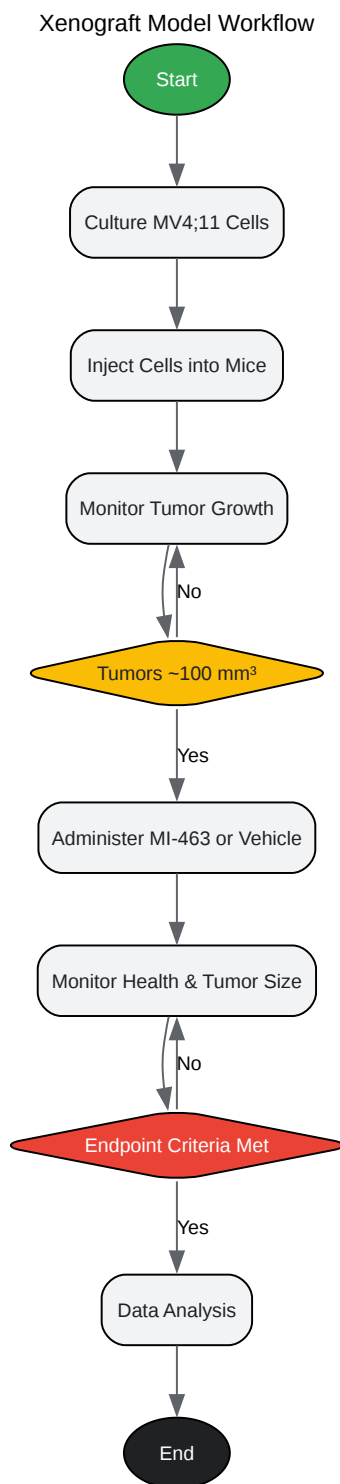 Xenograft Model Workflow
Start
Culture MV4;11 Cells
Inject Cells into Mice
Monitor Tumor Growth
No
Tumors ~100 mm³
Yes
Administer MI-463 or Vehicle
Monitor Health & Tumor Size
No
Endpoint Criteria Met
Yes
Data Analysis
End